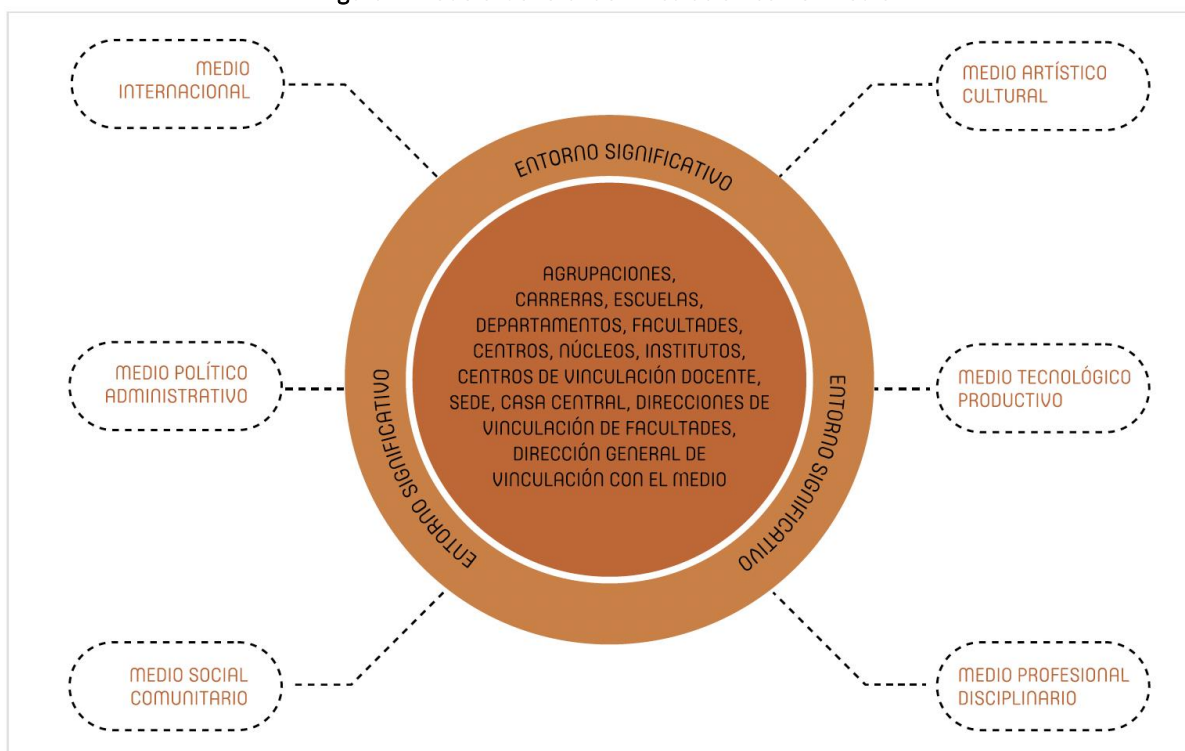 MEDIO
INTERNACIONAL
MEDIO ARTÍSTICO
CULTURAL
ENTORNO SIGNIFICATIVO
AGRUPACIONES,
CARRERAS, ESCUELAS,
DEPARTAMENTOS, FACULTADES,
CENTROS, NÚCLEOS, INSTITUTOS,
CENTROS DE VINCULACIÓN DOCENTE,
SEDE, CASA CENTRAL, DIRECCIONES DE
VINCULACIÓN DE FACULTADES,
DIRECCIÓN GENERAL DE
VINCULACIÓN CON EL MEDIO
MEDIO POLÍTICO
ADMINISTRATIVO
ENTORNO SIGNIFICATIVO
ENTORNO SIGNIFICATIVO
MEDIO TECNOLÓGICO
PRODUCTIVO
MEDIO SOCIAL
COMUNITARIO
MEDIO PROFESIONAL
DISCIPLINARIO